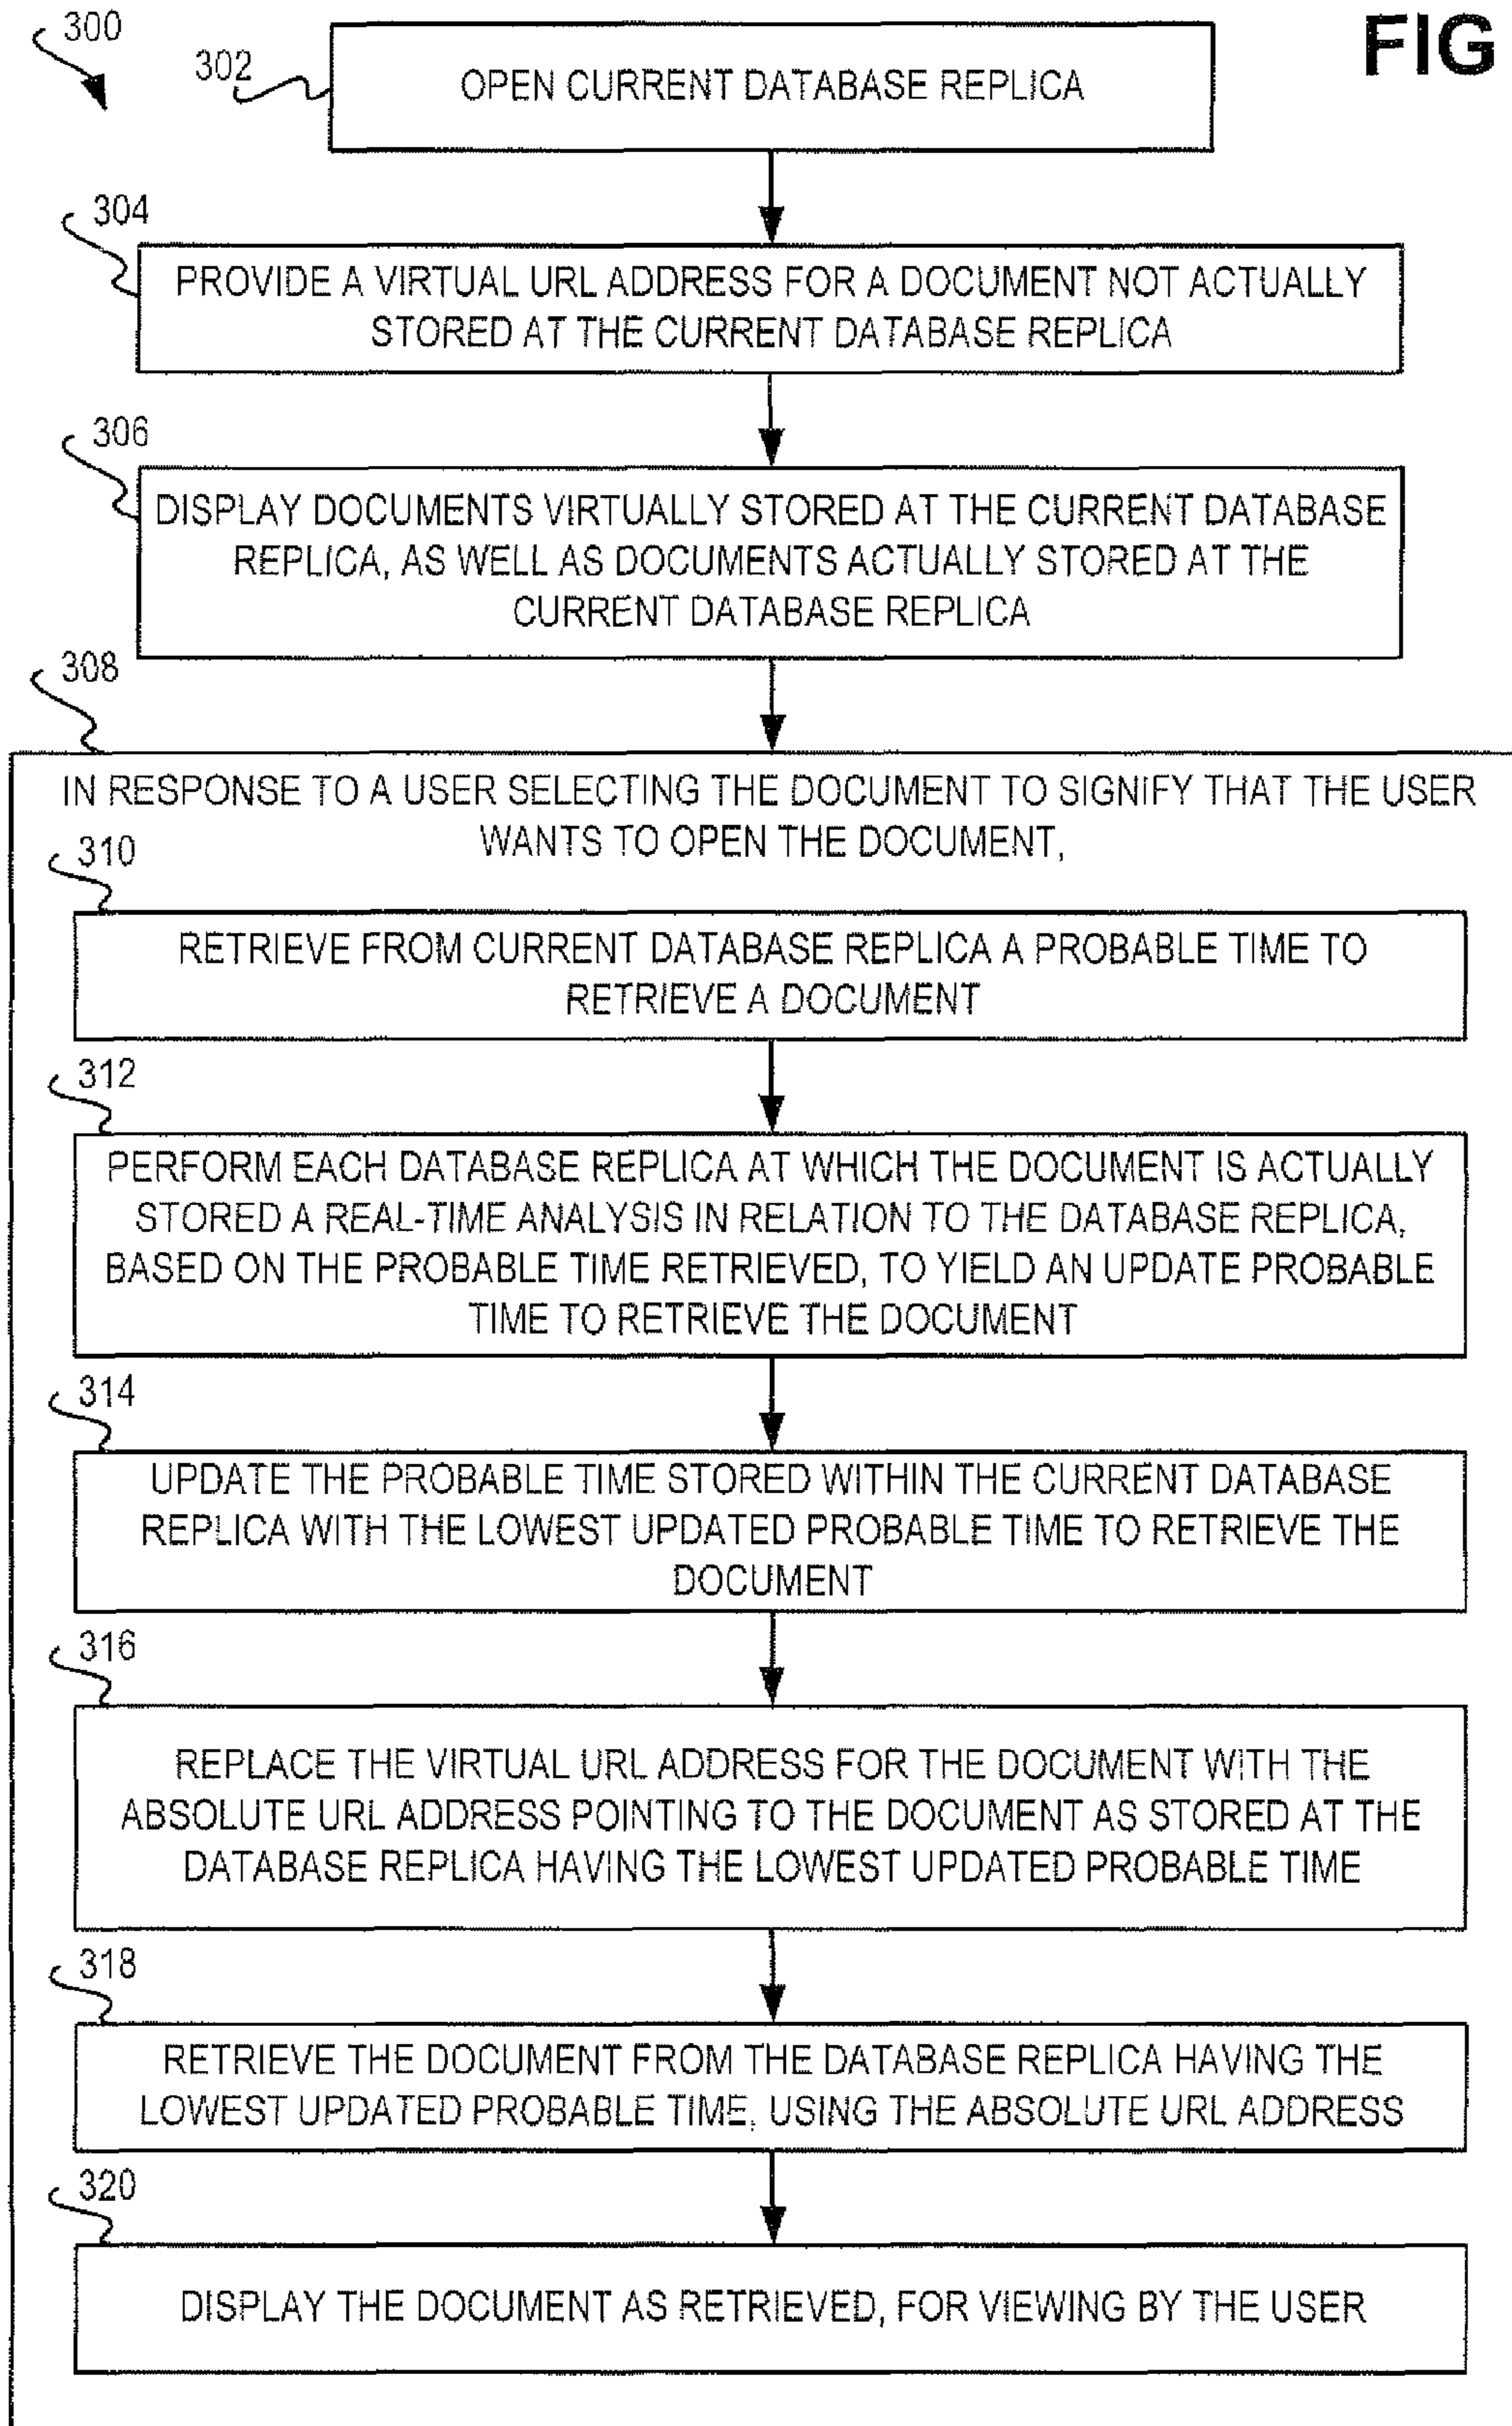 300
FIG
302
OPEN CURRENT DATABASE REPLICA
304
PROVIDE A VIRTUAL URL ADDRESS FOR A DOCUMENT NOT ACTUALLY
STORED AT THE CURRENT DATABASE REPLICA
306
DISPLAY DOCUMENTS VIRTUALLY STORED AT THE CURRENT DATABASE
REPLICA, AS WELL AS DOCUMENTS ACTUALLY STORED AT THE
CURRENT DATABASE REPLICA
308
IN RESPONSE TO A USER SELECTING THE DOCUMENT TO SIGNIFY THAT THE USER
WANTS TO OPEN THE DOCUMENT,
310
RETRIEVE FROM CURRENT DATABASE REPLICA A PROBABLE TIME TO
RETRIEVE A DOCUMENT
312
PERFORM EACH DATABASE REPLICA AT WHICH THE DOCUMENT IS ACTUALLY
STORED A REAL-TIME ANALYSIS IN RELATION TO THE DATABASE REPLICA,
BASED ON THE PROBABLE TIME RETRIEVED, TO YIELD AN UPDATE PROBABLE
TIME TO RETRIEVE THE DOCUMENT
314
UPDATE THE PROBABLE TIME STORED WITHIN THE CURRENT DATABASE
REPLICA WITH THE LOWEST UPDATED PROBABLE TIME TO RETRIEVE THE
DOCUMENT
316
REPLACE THE VIRTUAL URL ADDRESS FOR THE DOCUMENT WITH THE
ABSOLUTE URL ADDRESS POINTING TO THE DOCUMENT AS STORED AT THE
DATABASE REPLICA HAVING THE LOWEST UPDATED PROBABLE TIME
318
RETRIEVE THE DOCUMENT FROM THE DATABASE REPLICA HAVING THE
LOWEST UPDATED PROBABLE TIME, USING THE ABSOLUTE URL ADDRESS
320
DISPLAY THE DOCUMENT AS RETRIEVED, FOR VIEWING BY THE USER